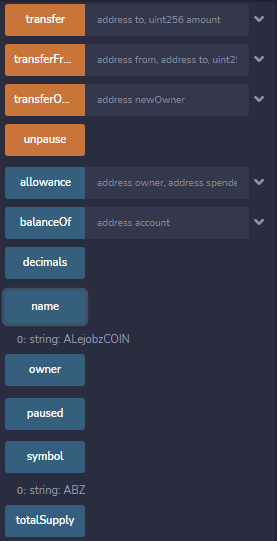 transfer address to, uint256 amount
transferFr... address from, address to, uint25
transferO... address newOwner
unpause
allowance address owner, address spende
balanceOf address account
decimals
name
0: string: ALejobzCOIN
owner
paused
symbol
0: string: ABZ
totalSupply